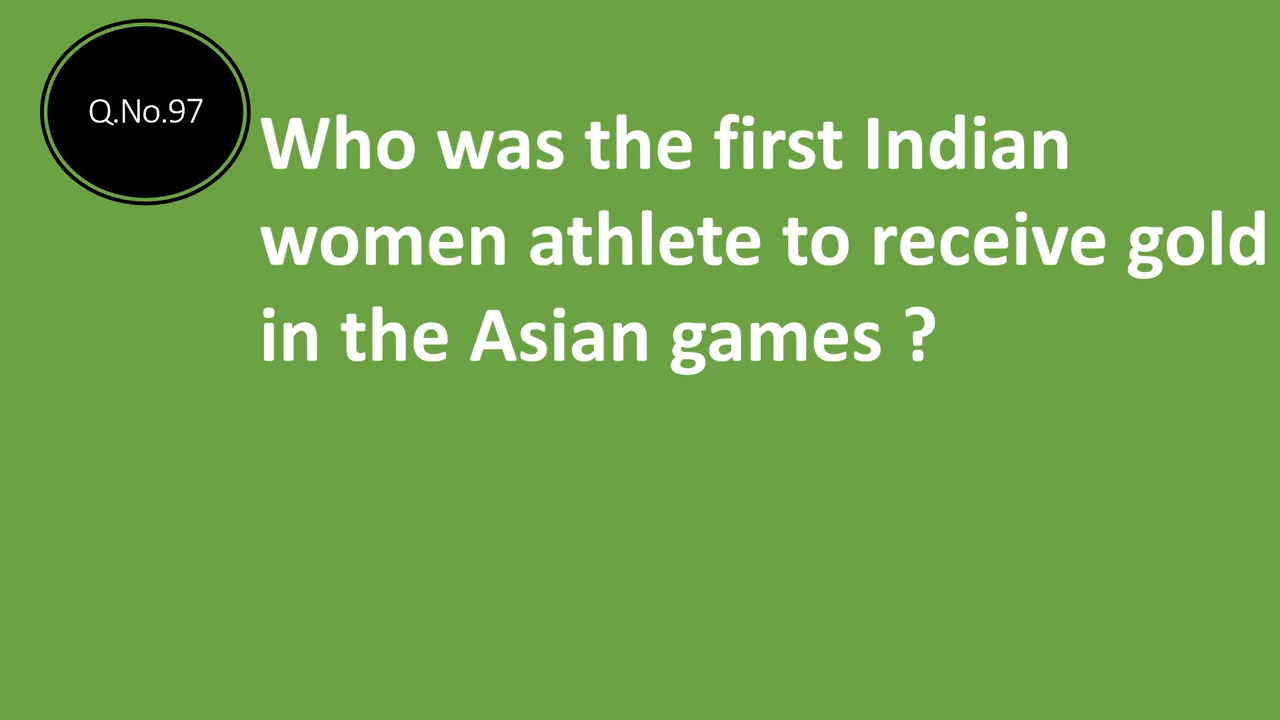 Q.No.97
Who was the first Indian
women athlete to receive gold
in the Asian games ?